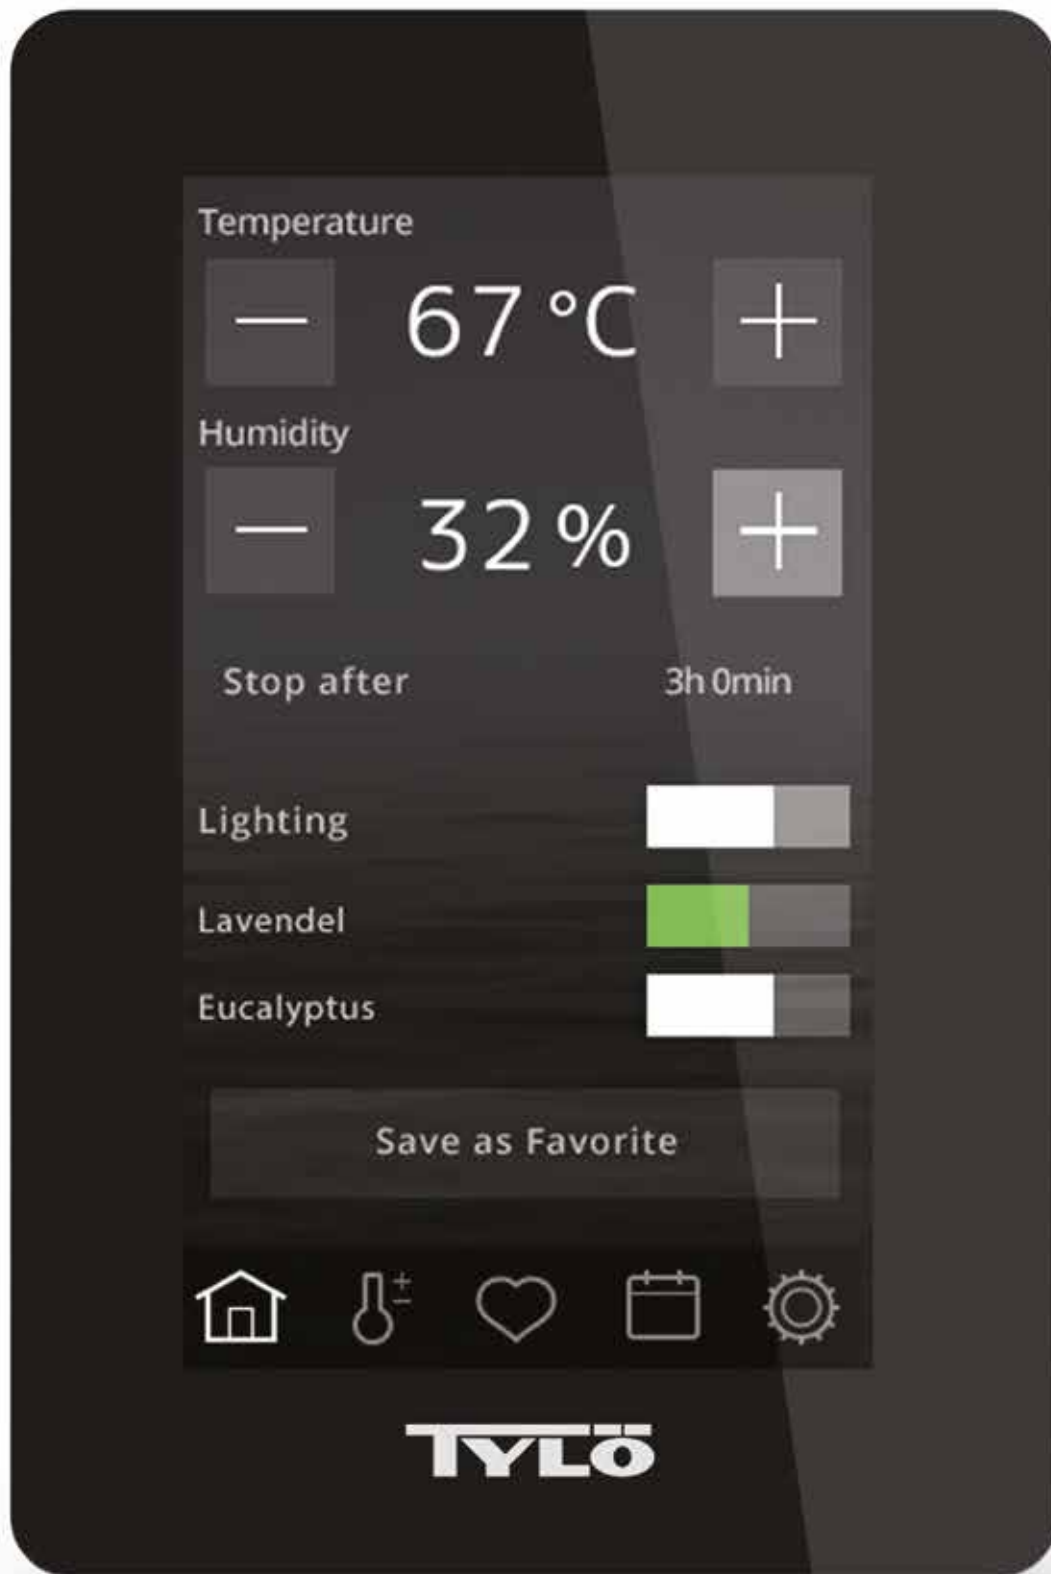 Temperature
— 67 °C +
Humidity
— 32 % +
Stop after 3h 0min
Lighting
Lavendel
Eucalyptus
Save as Favorite
TYLÖ